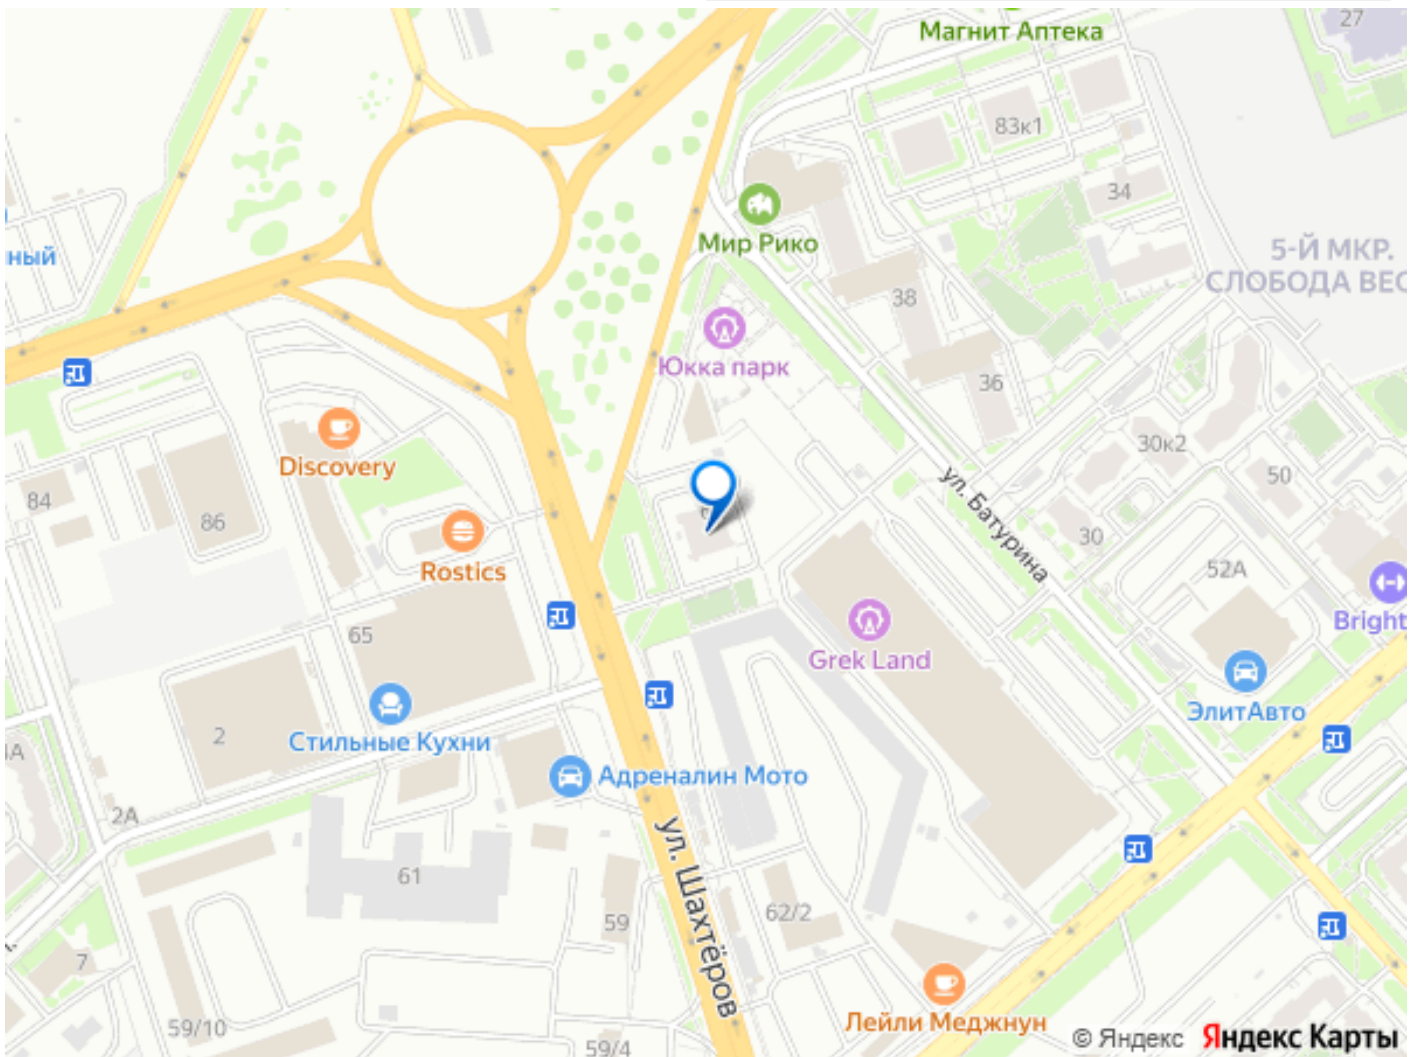 Магнит Аптека
27
83к1
34
Мир Рико
5-Й МКР.
СЛОБОДА ВЕС
ный
38
Юкка парк
36
Discovery
30к2
50
84
86
ул. Батурина
30
Rostics
52А
Bright
65
Grek Land
ЭлитАвто
2
Стильные Кухни
Адреналин Мото
2А
ул. Шахтёров
61
62/2
59
7
59/10
59/4
Лейли Меджнун
© Яндекс Яндекс Карты